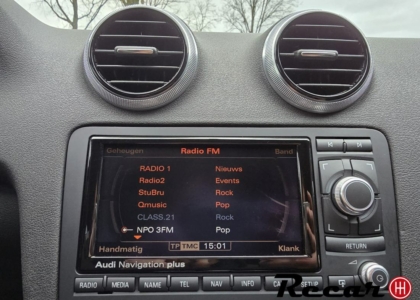 Geheugen Radio FM Band
RADIO 1 Nieuws
Radio2 Events
StuBru Rock
Qmusic Pop
CLASS.21 Rock
NPO 3FM Pop
Handmatig TP TMC 15:01 Klank
Audi Navigation plus
RETURN
RADIO MEDIA NAME TEL NAV INFO CAR SETUP
Recar